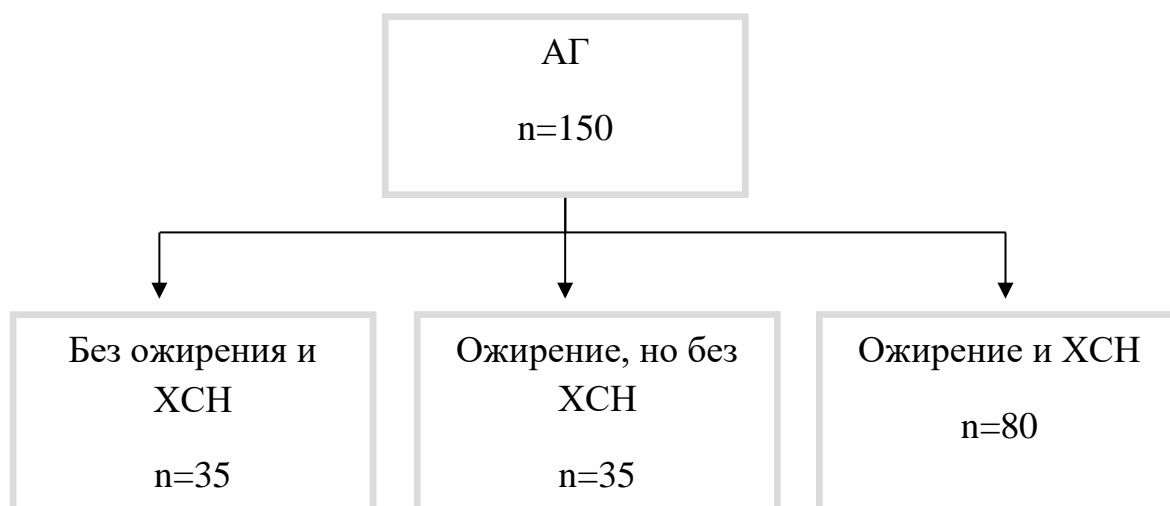 АГ
n=150
Без ожирения и
ХСН
n=35
Ожирение, но без
ХСН
n=35
Ожирение и ХСН
n=80